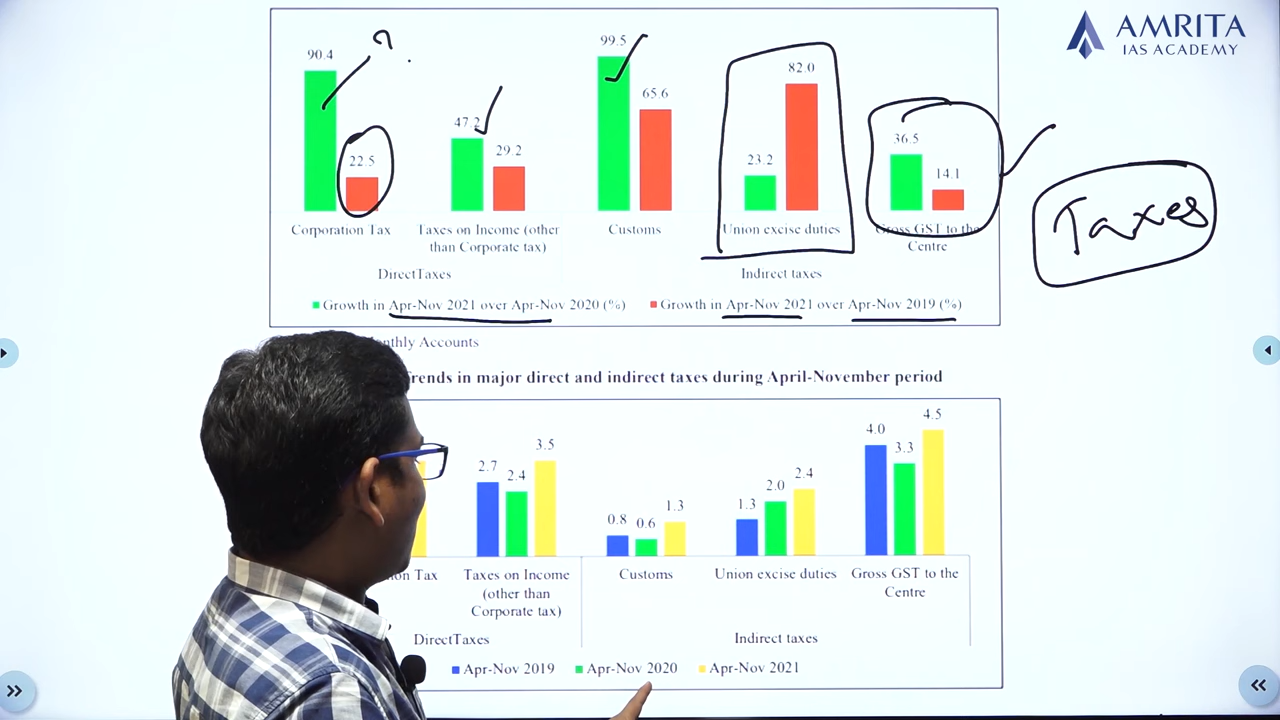 AMRITA
IAS ACADEMY
90.4
22.5
47.2
29.2
99.5
65.6
23.2
82.0
36.5
14.1
?
Taxes
Corporation Tax
Taxes on Income (other
than Corporate tax)
Customs
Union excise duties
Gross GST to the
Centre
DirectTaxes
Indirect taxes
Growth in Apr-Nov 2021 over Apr-Nov 2020 (%)
Growth in Apr-Nov 2021 over Apr-Nov 2019 (%)
Accounts
in major direct and indirect taxes during April-November period
2.7
2.4
3.5
0.8
0.6
1.3
1.3
2.0
2.4
4.0
3.3
4.5
Tax
Taxes on Income
(other than
Corporate tax)
Customs
Union excise duties
Gross GST to the
Centre
DirectTaxes
Indirect taxes
Apr-Nov 2019
Apr-Nov 2020
Apr-Nov 2021